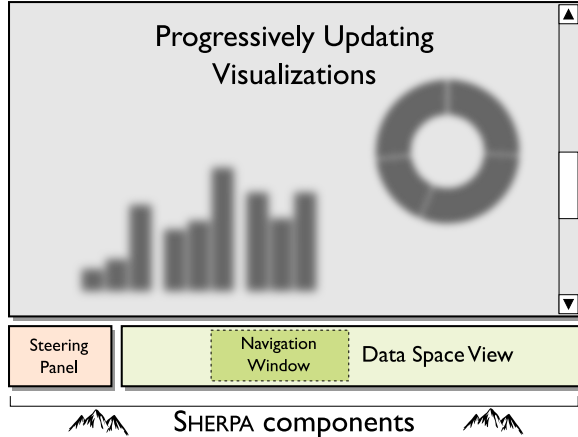 Progressively Updating
Visualizations
Steering
Panel
Navigation
Window
Data Space View
SHERPA components